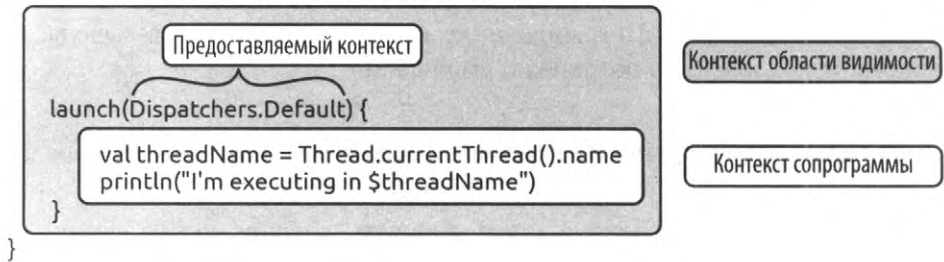 Предоставляемый контекст
Контекст области видимости
launch(Dispatchers.Default) {
val threadName = Thread.currentThread().name
println("I'm executing in $threadName")
Контекст сопрограммы
}
}